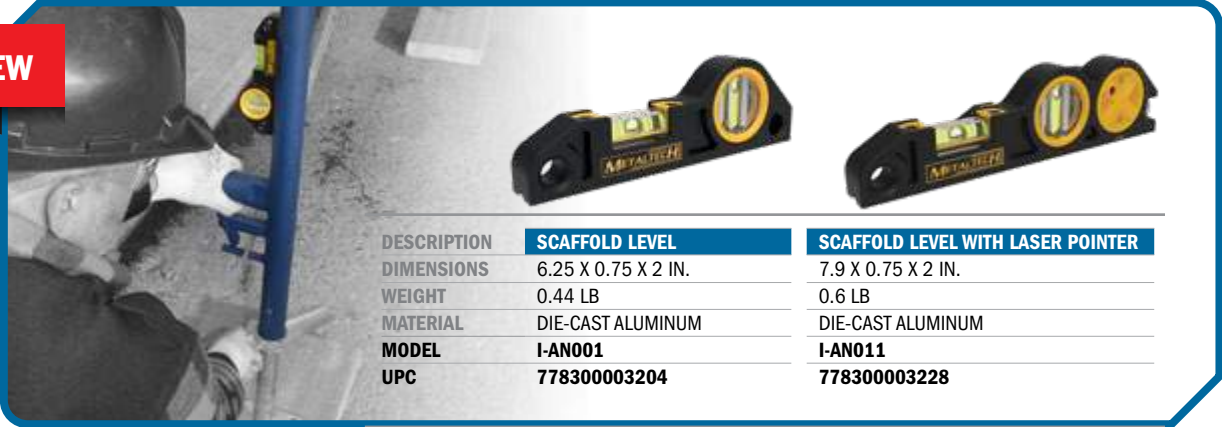 EW
METALTECH
METALTECH
DESCRIPTION SCAFFOLD LEVEL SCAFFOLD LEVEL WITH LASER POINTER
DIMENSIONS 6.25 X 0.75 X 2 IN. 7.9 X 0.75 X 2 IN.
WEIGHT 0.44 LB 0.6 LB
MATERIAL DIE-CAST ALUMINUM DIE-CAST ALUMINUM
MODEL I-AN001 I-AN011
UPC 778300003204 778300003228